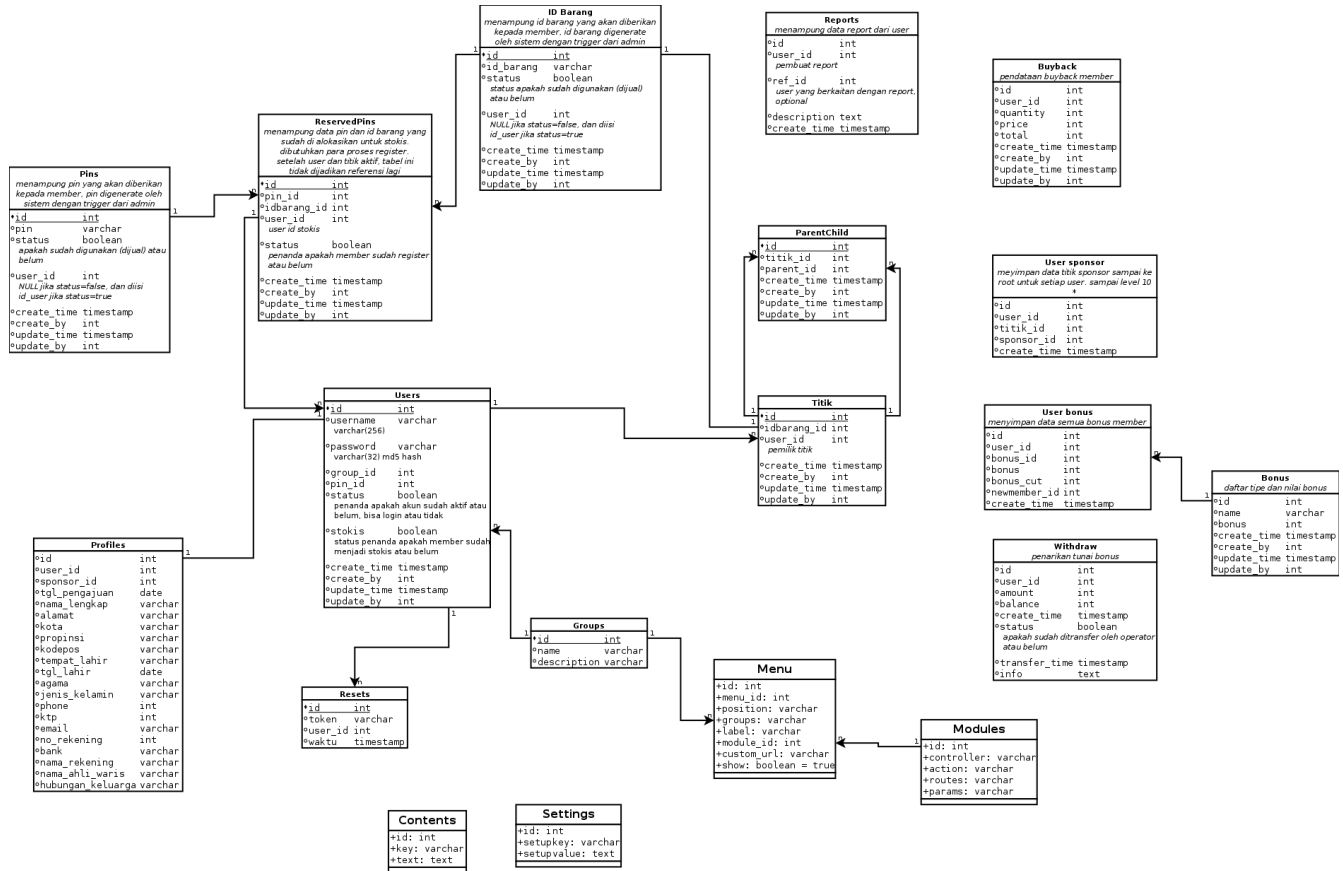 ID Barang
menampung id barang yang akan diberikan
kepada member. id barang digenerate
oleh sistem dengan trigger dari admin
id int
id_barang varchar
status boolean
status apakah sudah digunakan (dijual)
atau belum
user_id int
NULL jika status=false, dan diisi
id_user jika status=true
create_time timestamp
create_by int
update_time timestamp
update_by int
Reports
menampung data report dari user
id int
user_id int
pembuat report
ref_id int
user yang berkaitan dengan report,
optional
description text
create_time timestamp
Buyback
pendataan buyback member
id int
user_id int
quantity int
price int
total int
create_time timestamp
create_by int
update_time timestamp
update_by int
ReservedPins
menampung data pin dan id barang yang
sudah di alokasikan untuk stokis.
dibutuhkan para proses register.
setelah user dan titik aktif, tabel ini
tidak dijadikan referensi lagi
id int
pin_id int
idbarang_id int
user_id int
user id stokis
status boolean
penanda apakah member sudah register
atau belum
create_time timestamp
create_by int
update_time timestamp
update_by int
Pins
menampung pin yang akan diberikan
kepada member. pin digenerate oleh
sistem dengan trigger dari admin
id int
pin varchar
status boolean
apakah sudah digunakan (dijual) atau
belum
user_id int
NULL jika status=false, dan diisi
id_user jika status=true
create_time timestamp
create_by int
update_time timestamp
update_by int
ParentChild
id int
titik_id int
parent_id int
create_time timestamp
create_by int
update_time timestamp
update_by int
User sponsor
meyimpan data titik sponsor sampai ke
root untuk setiap user. sampai level 10
*
id int
user_id int
titik_id int
sponsor_id int
create_time timestamp
Users
id int
username varchar
varchar(256)
password varchar
varchar(32) md5 hash
group_id int
pin_id int
status boolean
penanda apakah akun sudah aktif atau
belum, bisa login atau tidak
stokis boolean
status penanda apakah member sudah
menjadi stokis atau belum
create_time timestamp
create_by int
update_time timestamp
update_by int
Titik
id int
idbarang_id int
user_id int
pemilik titik
create_time timestamp
create_by int
update_time timestamp
update_by int
User bonus
menyimpan data semua bonus member
id int
user_id int
bonus_id int
bonus int
bonus_cut int
newmember_id int
create_time timestamp
Bonus
daftar tipe dan nilai bonus
id int
name varchar
bonus int
create_time timestamp
create_by int
update_time timestamp
update_by int
Profiles
id int
user_id int
sponsor_id int
tgl_pengajuan date
nama_lengkap varchar
alamat varchar
kota varchar
propinsi varchar
kodepos varchar
tempat_lahir varchar
tgl_lahir date
agama varchar
jenis_kelamin varchar
phone int
ktp int
email varchar
no_rekening int
bank varchar
nama_rekening varchar
nama_ahli_waris varchar
hubungan_keluarga varchar
Withdraw
penarikan tunai bonus
id int
user_id int
amount int
balance int
create_time timestamp
status boolean
apakah sudah ditransfer oleh operator
atau belum
transfer_time timestamp
info text
Groups
id int
name varchar
description varchar
Resets
id int
token varchar
user_id int
waktu timestamp
Menu
+id: int
+menu_id: int
+position: varchar
+groups: varchar
+label: varchar
+module_id: int
+custom_url: varchar
+show: boolean = true
Modules
+id: int
+controller: varchar
+action: varchar
+routes: varchar
+params: varchar
Contents
+id: int
+key: varchar
+text: text
Settings
+id: int
+setupkey: varchar
+setupvalue: text